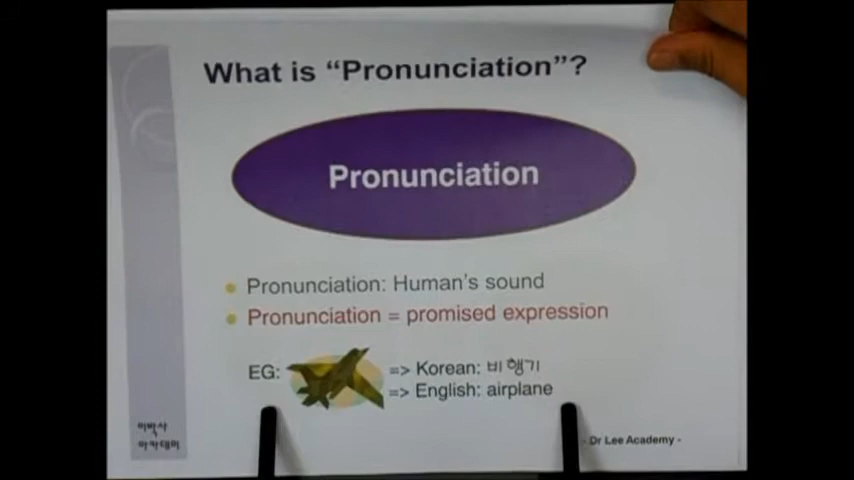 What is “Pronunciation”?
Pronunciation
Pronunciation: Human’s sound
Pronunciation = promised expression
EG:
=> Korean: 비행기
=> English: airplane
이박사
아카데미
- Dr Lee Academy -